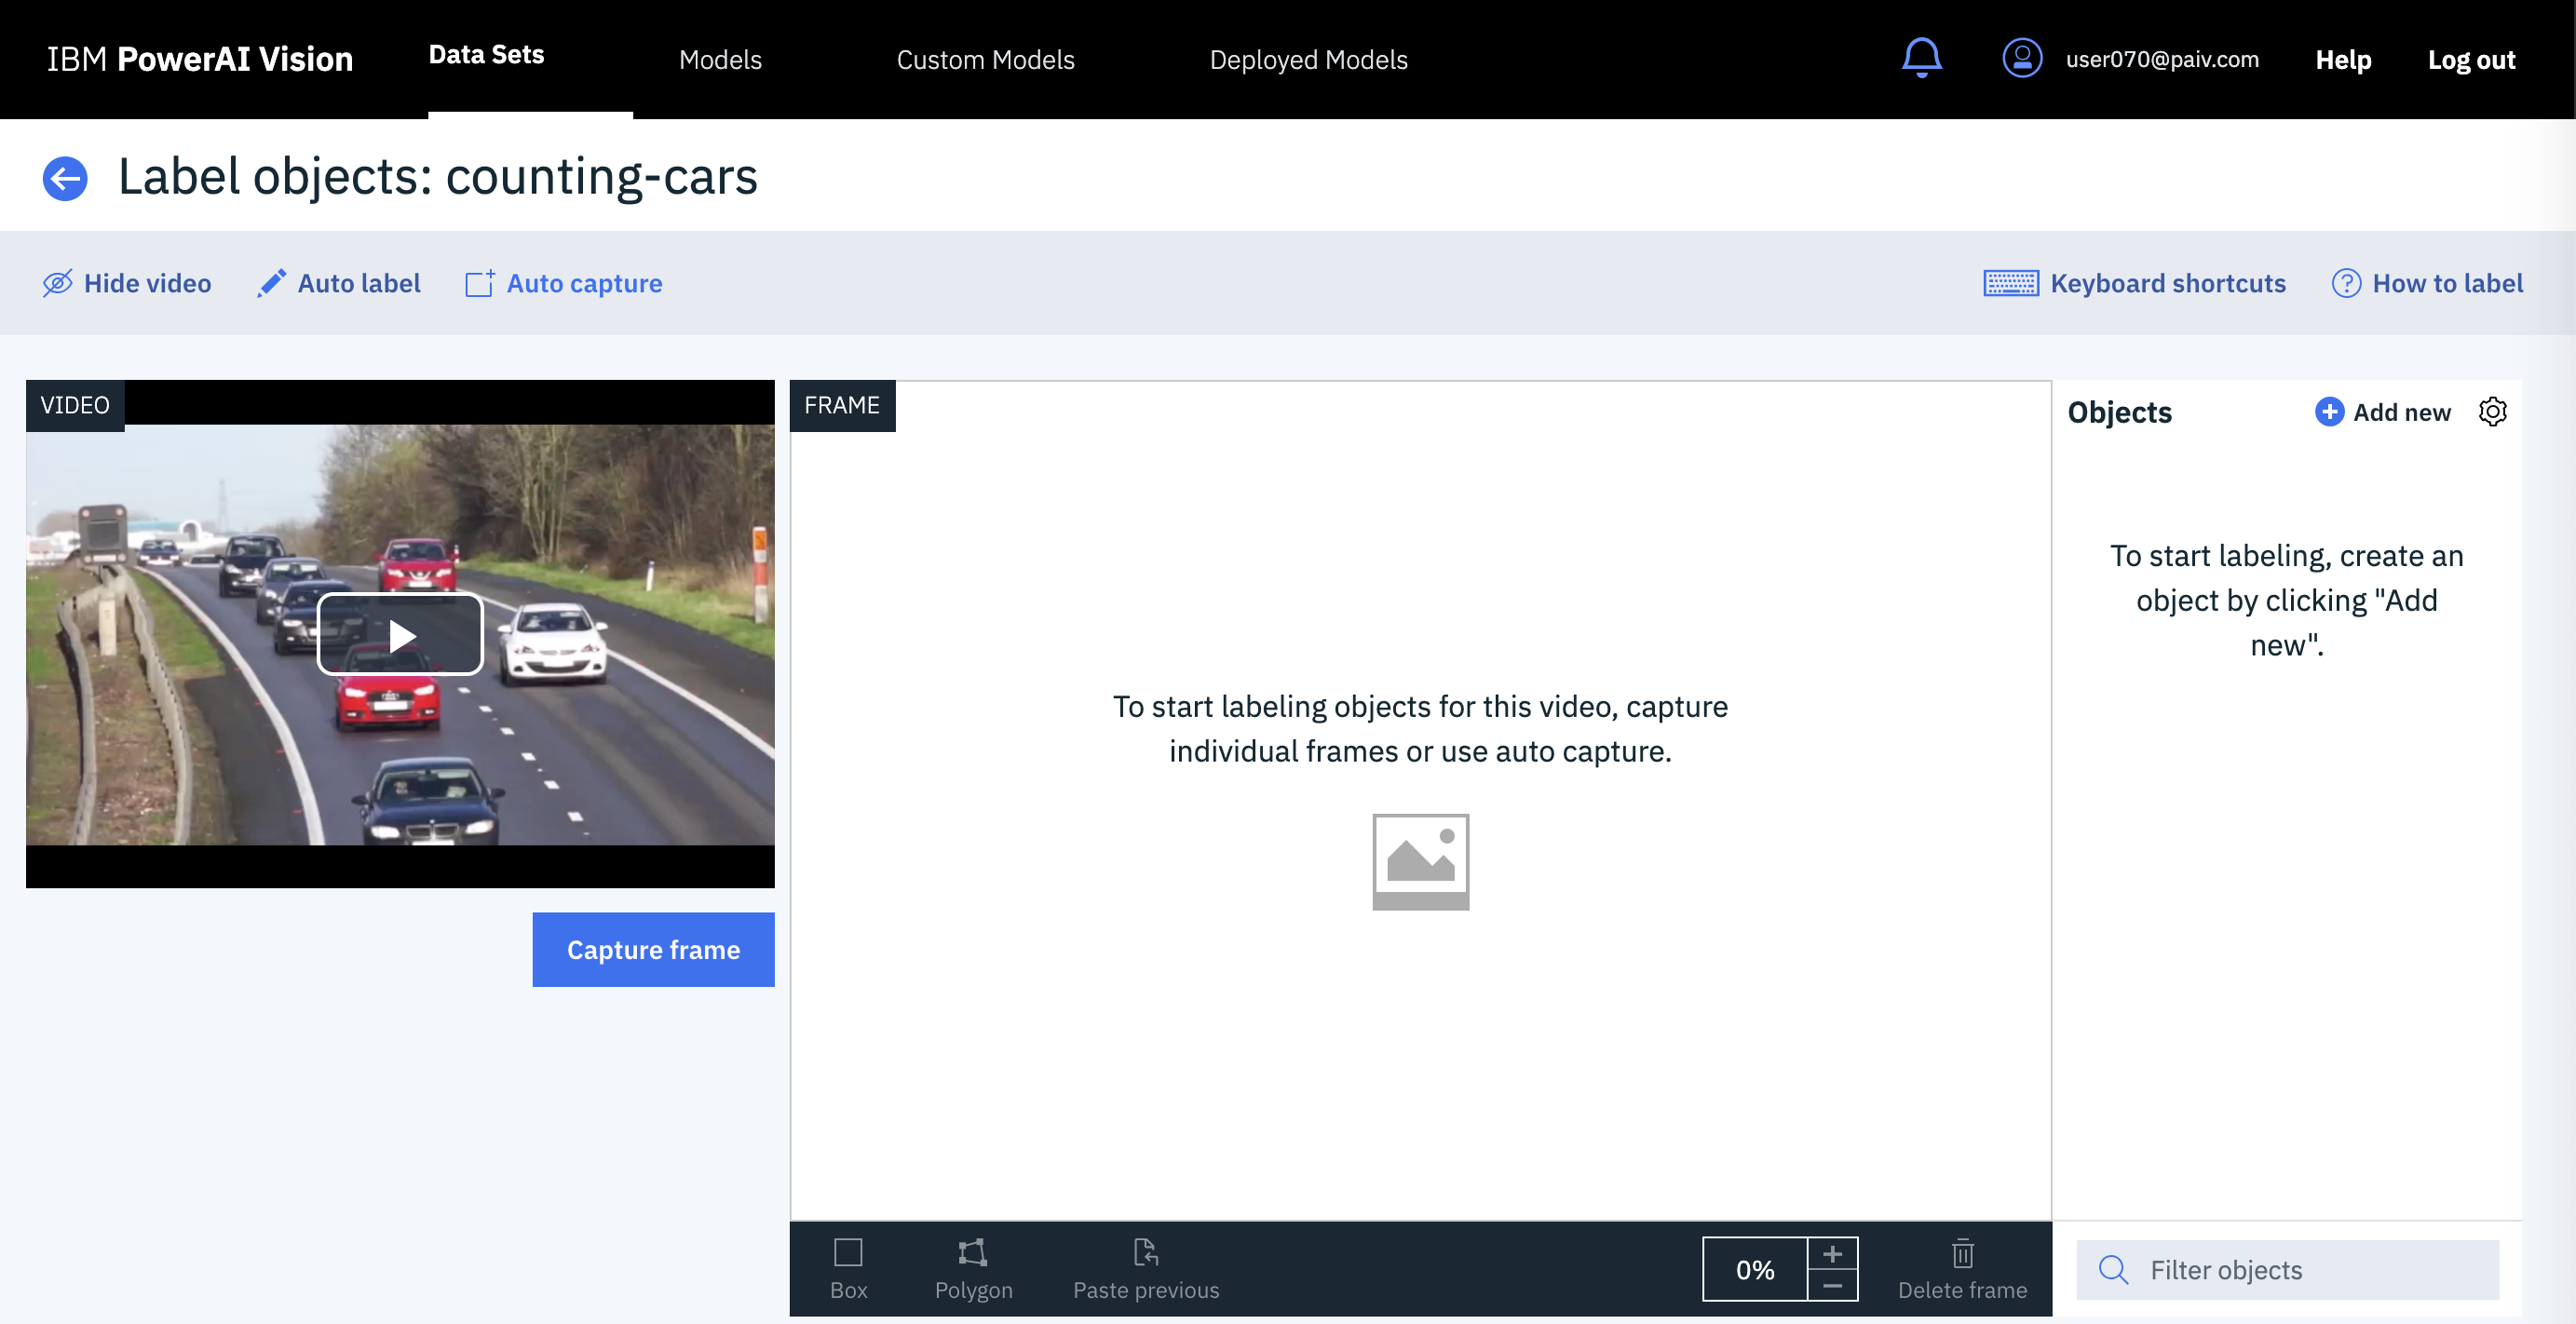 IBM PowerAI Vision
Data Sets
Models
Custom Models
Deployed Models
user070@paiv.com
Help
Log out
Label objects: counting-cars
Hide video
Auto label
Auto capture
Keyboard shortcuts
How to label
VIDEO
Capture frame
FRAME
To start labeling objects for this video, capture
individual frames or use auto capture.
Box
Polygon
Paste previous
0%
Delete frame
Objects
Add new
To start labeling, create an
object by clicking "Add
new".
Filter objects